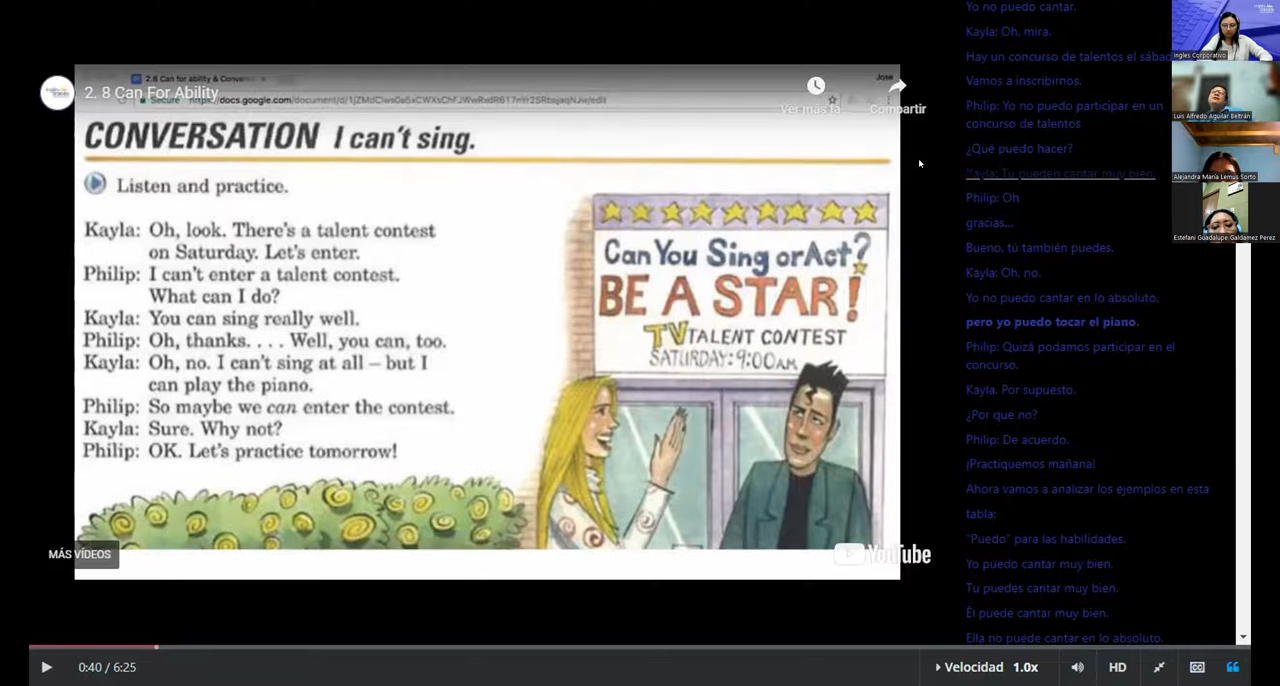 2.8 Can for ability & Conve
Jose
Secure
2. 8 Can For Ability
Ver más ta
Compartir
CONVERSATION I can't sing.
Listen and practice.
Kayla: Oh, look. There's a talent contest
on Saturday. Let's enter.
Philip: I can't enter a talent contest.
What can I do?
Kayla: You can sing really well.
Philip: Oh, thanks. . . . Well, you can, too.
Kayla: Oh, no. I can't sing at all – but I
can play the piano.
Philip: So maybe we can enter the contest.
Kayla: Sure. Why not?
Philip: OK. Let's practice tomorrow!
Can You Sing or Act?
BE A STAR!
TV TALENT CONTEST
SATURDAY: 9:00 AM
MÁS VÍDEOS
YouTube
0:40 / 6:25
Velocidad 1.0x
HD
CC
Yo no puedo cantar.
Kayla: Oh, mira.
Hay un concurso de talentos el sábad
Vamos a inscribirnos.
Philip: Yo no puedo participar en un
concurso de talentos
¿Qué puedo hacer?
Kayla: Tu pueden cantar muy bien.
Philip: Oh
gracias...
Bueno, tú también puedes.
Kayla: Oh, no.
Yo no puedo cantar en lo absoluto,
pero yo puedo tocar el piano.
Philip: Quizá podamos participar en el
concurso.
Kayla. Por supuesto.
¿Por que no?
Philip: De acuerdo.
¡Practiquemos mañana!
Ahora vamos a analizar los ejemplos en esta
tabla:
"Puedo" para las habilidades.
Yo puedo cantar muy bien.
Tu puedes cantar muy bien.
Él puede cantar muy bien.
Ella no puede cantar en lo absoluto.
Ingles Corporativo
Luis Alfredo Aguilar Beltrán
Alejandra María Lemus Sorto
Estefani Guadalupe Galdamez Perez